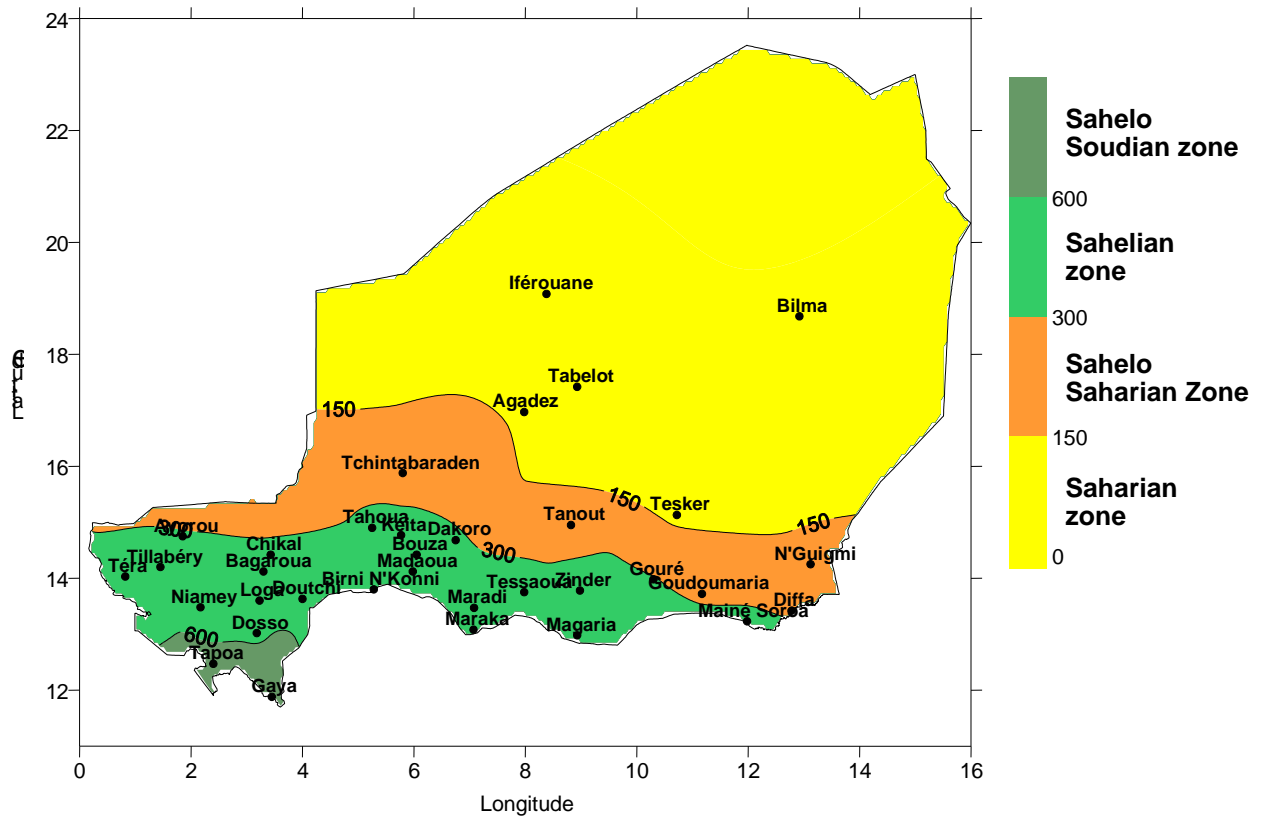 24
22
20
18
16
14
12
0
2
4
6
8
10
12
14
16
Longitude
Iférouane
Bilma
Tabelot
Agadez
150
Tchintabaraden
150
Tesker
Tanout
150
Tahoua
Keita
Dakoro
300
Chikal
Bouza
300
N'Guigmi
Tillabéry
Bagaroua
Madaoua
Gouré
Téra
Birni N'Konni
Tessaoua
Zinder
Goudoumaria
Niamey
Loga
Doutchi
Maradi
Diffa
Dosso
Maraka
Magaria
Mainé Soroa
600
Tapoa
Gaya
Sahelo
Soudian zone
600
Sahelian
zone
300
Sahelo
Saharian Zone
150
Saharian
zone
0